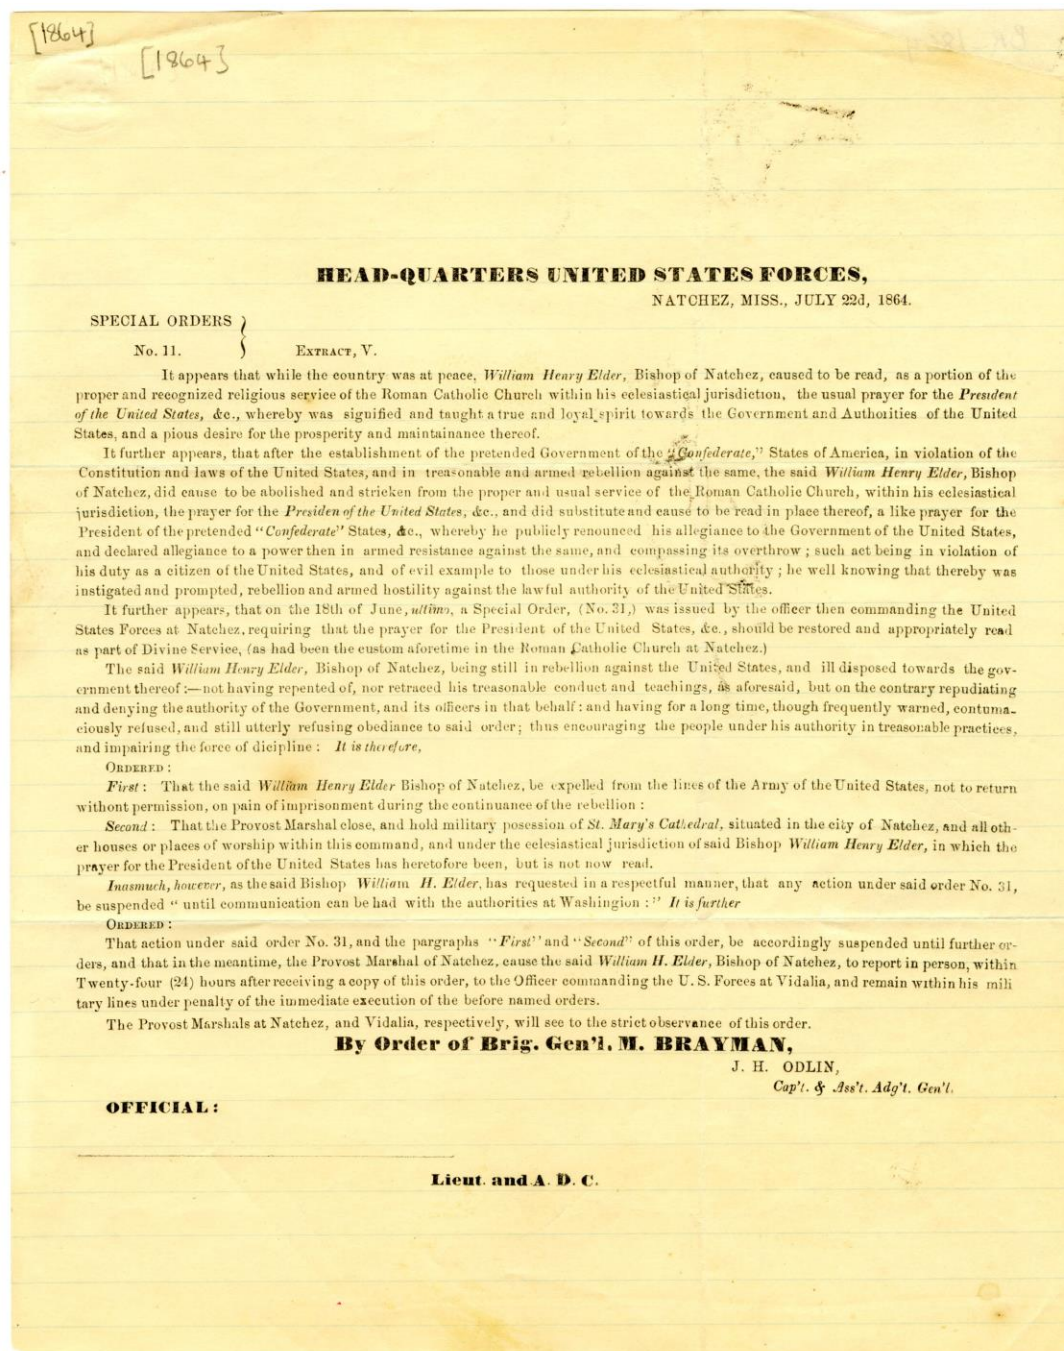 [1864]
[1864]
HEAD-QUARTERS UNITED STATES FORCES,
NATCHEZ, MISS., JULY 22d, 1864.
SPECIAL ORDERS }
No. 11. EXTRACT, V.
It appears that while the country was at peace, William Henry Elder, Bishop of Natchez, caused to be read, as a portion of the
proper and recognized religious service of the Roman Catholic Church within his eclesiastical jurisdiction, the usual prayer for the President
of the United States, &c., whereby was signified and taught a true and loyal spirit towards the Government and Authoities of the United
States, and a pious desire for the prosperity and maintainance thereof.
It further appears, that after the establishment of the pretended Government of the "Confederate," States of America, in violation of the
Constitution and laws of the United States, and in treasonable and armed rebellion against the same, the said William Henry Elder, Bishop
of Natchez, did cause to be abolished and stricken from the proper and usual service of the Roman Catholic Church, within his eclesiastical
jurisdiction, the prayer for the Presiden of the United States, &c., and did substitute and cause to be read in place thereof, a like prayer for the
President of the pretended "Confederate" States, &c., whereby he publicly renounced his allegiance to the Government of the United States,
and declared allegiance to a power then in armed resistance against the same, and compassing its overthrow ; such act being in violation of
his duty as a citizen of the United States, and of evil example to those under his eclesiastical authority ; he well knowing that thereby was
instigated and prompted, rebellion and armed hostility against the lawful authority of the United States.
It further appears, that on the 18th of June, ultimo, a Special Order, (No. 31,) was issued by the officer then commanding the United
States Forces at Natchez, requiring that the prayer for the President of the United States, &c., should be restored and appropriately read
as part of Divine Service, (as had been the custom aforetime in the Roman Catholic Church at Natchez.)
The said William Henry Elder, Bishop of Natchez, being still in rebellion against the United States, and ill disposed towards the gov-
ernment thereof :—not having repented of, nor retraced his treasonable conduct and teachings, as aforesaid, but on the contrary repudiating
and denying the authority of the Government, and its officers in that behalf : and having for a long time, though frequently warned, contuma-
ciously refused, and still utterly refusing obediance to said order; thus encouraging the people under his authority in treasonable practices,
and impairing the force of dicipline : It is therefore,
ORDERED :
First : That the said William Henry Elder Bishop of Natchez, be expelled from the lines of the Army of the United States, not to return
without permission, on pain of imprisonment during the continuance of the rebellion :
Second : That the Provost Marshal close, and hold military posession of St. Mary's Cathedral, situated in the city of Natchez, and all oth-
er houses or places of worship within this command, and under the eclesiastical jurisdiction of said Bishop William Henry Elder, in which the
prayer for the President of the United States has heretofore been, but is not now read.
Inasmuch, however, as the said Bishop William H. Elder, has requested in a respectful manner, that any action under said order No. 31,
be suspended " until communication can be had with the authorities at Washington :" It is further
ORDERED :
That action under said order No. 31, and the pargraphs "First" and "Second" of this order, be accordingly suspended until further or-
ders, and that in the meantime, the Provost Marshal of Natchez, cause the said William H. Elder, Bishop of Natchez, to report in person, within
Twenty-four (24) hours after receiving a copy of this order, to the Officer commanding the U. S. Forces at Vidalia, and remain within his mili
tary lines under penalty of the immediate execution of the before named orders.
The Provost Marshals at Natchez, and Vidalia, respectively, will see to the strict observance of this order.
By Order of Brig. Gen'l. M. BRAYMAN,
J. H. ODLIN,
Cap't. & Ass't. Adg't. Gen'l.
OFFICIAL :
Lieut. and A. D. C.